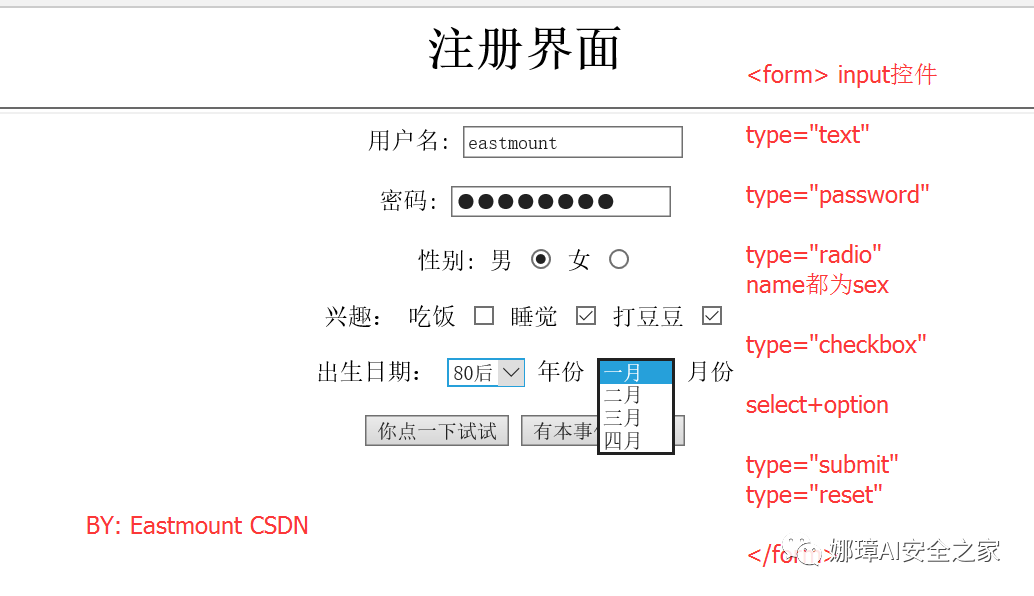 注册界面
<form> input控件
用户名: eastmount
type="text"
密码:
type="password"
性别: 男 女
type="radio"
name都为sex
兴趣: 吃饭 睡觉 打豆豆
type="checkbox"
出生日期: 80后 年份 一月 月份
二月
三月
四月
select+option
你点一下试试 有本事
type="submit"
type="reset"
BY: Eastmount CSDN
</form>
娜璋AI安全之家